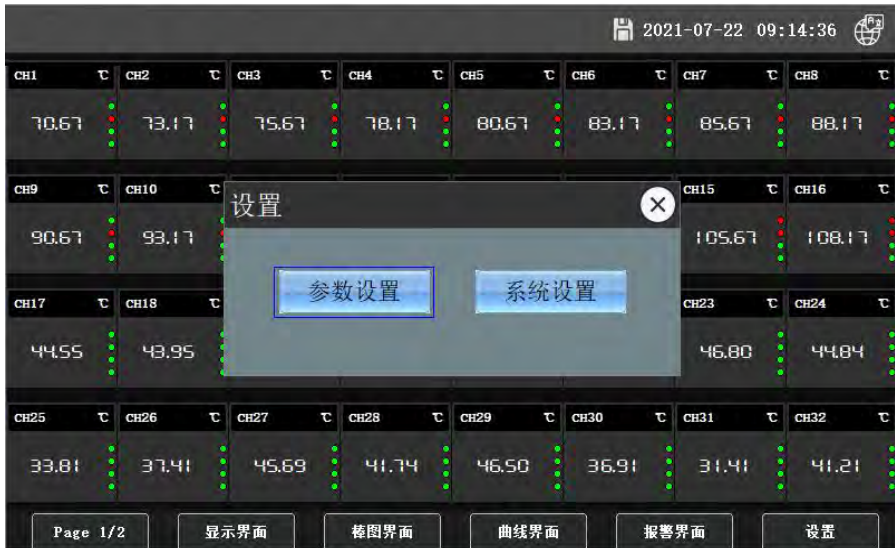 2021-07-22 09:14:36
CH1 ℃ CH2 ℃ CH3 ℃ CH4 ℃ CH5 ℃ CH6 ℃ CH7 ℃ CH8 ℃
70.67 73.17 75.67 78.17 80.67 83.17 85.67 88.17
CH9 ℃ CH10 ℃ CH15 ℃ CH16 ℃
设置
90.67 93.17 105.67 108.17
参数设置 系统设置
CH17 ℃ CH18 ℃ CH23 ℃ CH24 ℃
44.55 43.95 46.80 44.84
CH25 ℃ CH26 ℃ CH27 ℃ CH28 ℃ CH29 ℃ CH30 ℃ CH31 ℃ CH32 ℃
33.81 37.41 45.69 41.74 46.50 36.91 31.41 41.21
Page 1/2 显示界面 棒图界面 曲线界面 报警界面 设置